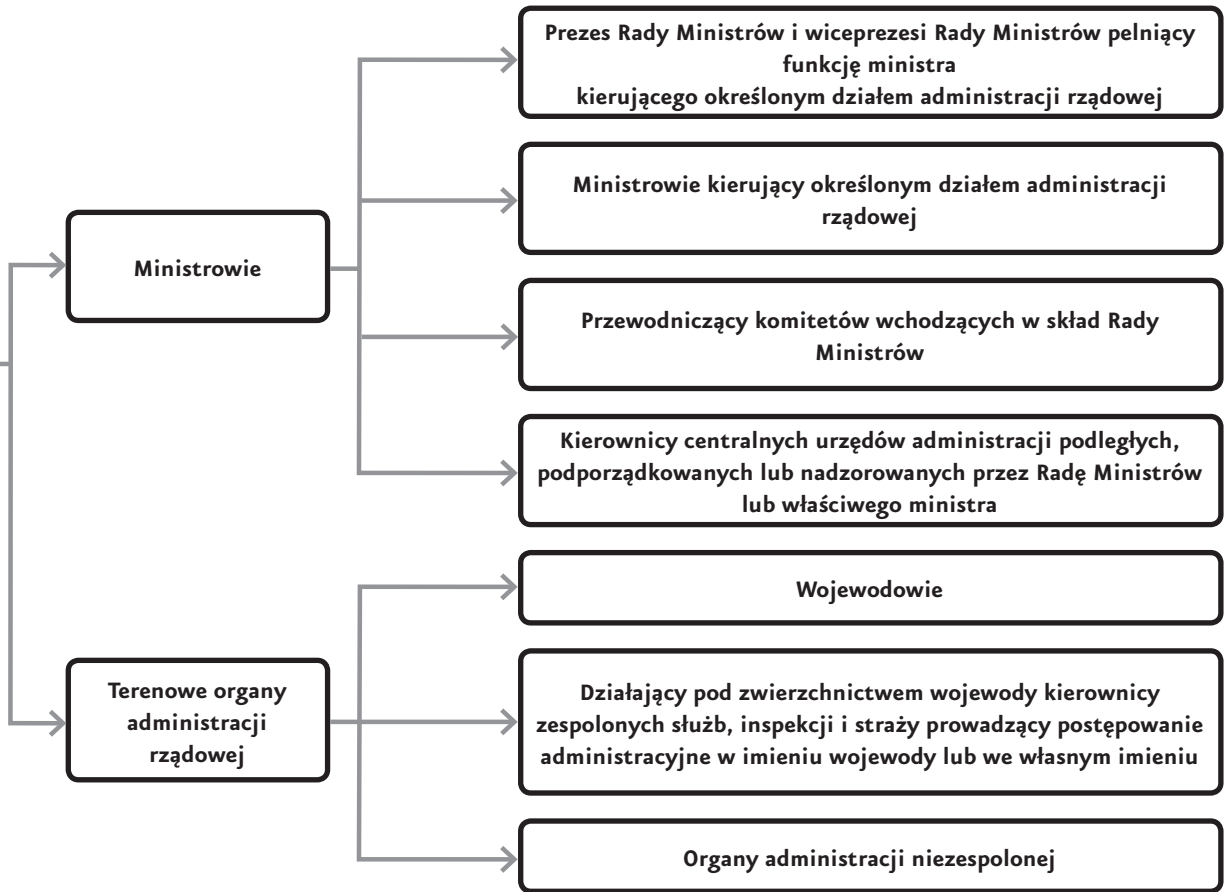 Prezes Rady Ministrów i wiceprezesi Rady Ministrów pelniący
funkcję ministra
kierującego określonym działem administracji rządowej
Ministrowie kierujący określonym działem administracji
rządowej
Ministrowie
Przewodniczący komitetów wchodzących w skład Rady
Ministrów
Kierownicy centralnych urzędów administracji podległych,
podporządkowanych lub nadzorowanych przez Radę Ministrów
lub właściwego ministra
Wojewodowie
Terenowe organy
administracji
rządowej
Działający pod zwierzchnictwem wojewody kierownicy
zespolonych służb, inspekcji i straży prowadzący postępowanie
administracyjne w imieniu wojewody lub we własnym imieniu
Organy administracji niezespolonej